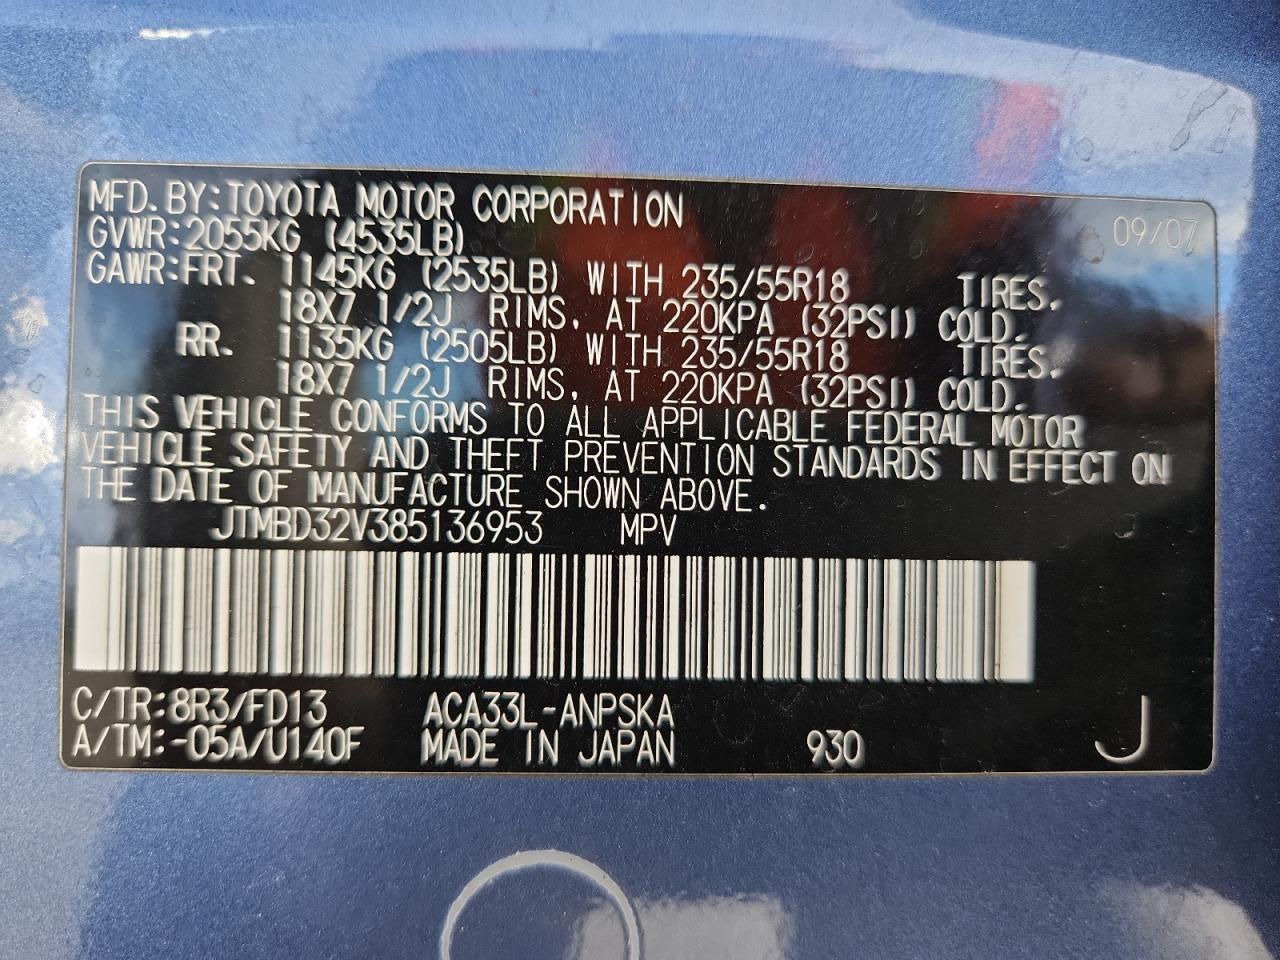 MFD. BY: TOYOTA MOTOR CORPORATION 09/07
GVWR: 2055KG (4535LB)
GAWR: FRT. 1145KG (2535LB) WITH 235/55R18 TIRES.
18X7 1/2J RIMS, AT 220KPA (32PSI) COLD.
RR. 1135KG (2505LB) WITH 235/55R18 TIRES.
18X7 1/2J RIMS, AT 220KPA (32PSI) COLD.
THIS VEHICLE CONFORMS TO ALL APPLICABLE FEDERAL MOTOR
VEHICLE SAFETY AND THEFT PREVENTION STANDARDS IN EFFECT ON
THE DATE OF MANUFACTURE SHOWN ABOVE.
JTMBD32V385136953 MPV
C/TR: 8R3/FD13 ACA33L-ANPSKA
A/TM: -05A/U140F MADE IN JAPAN 930 J